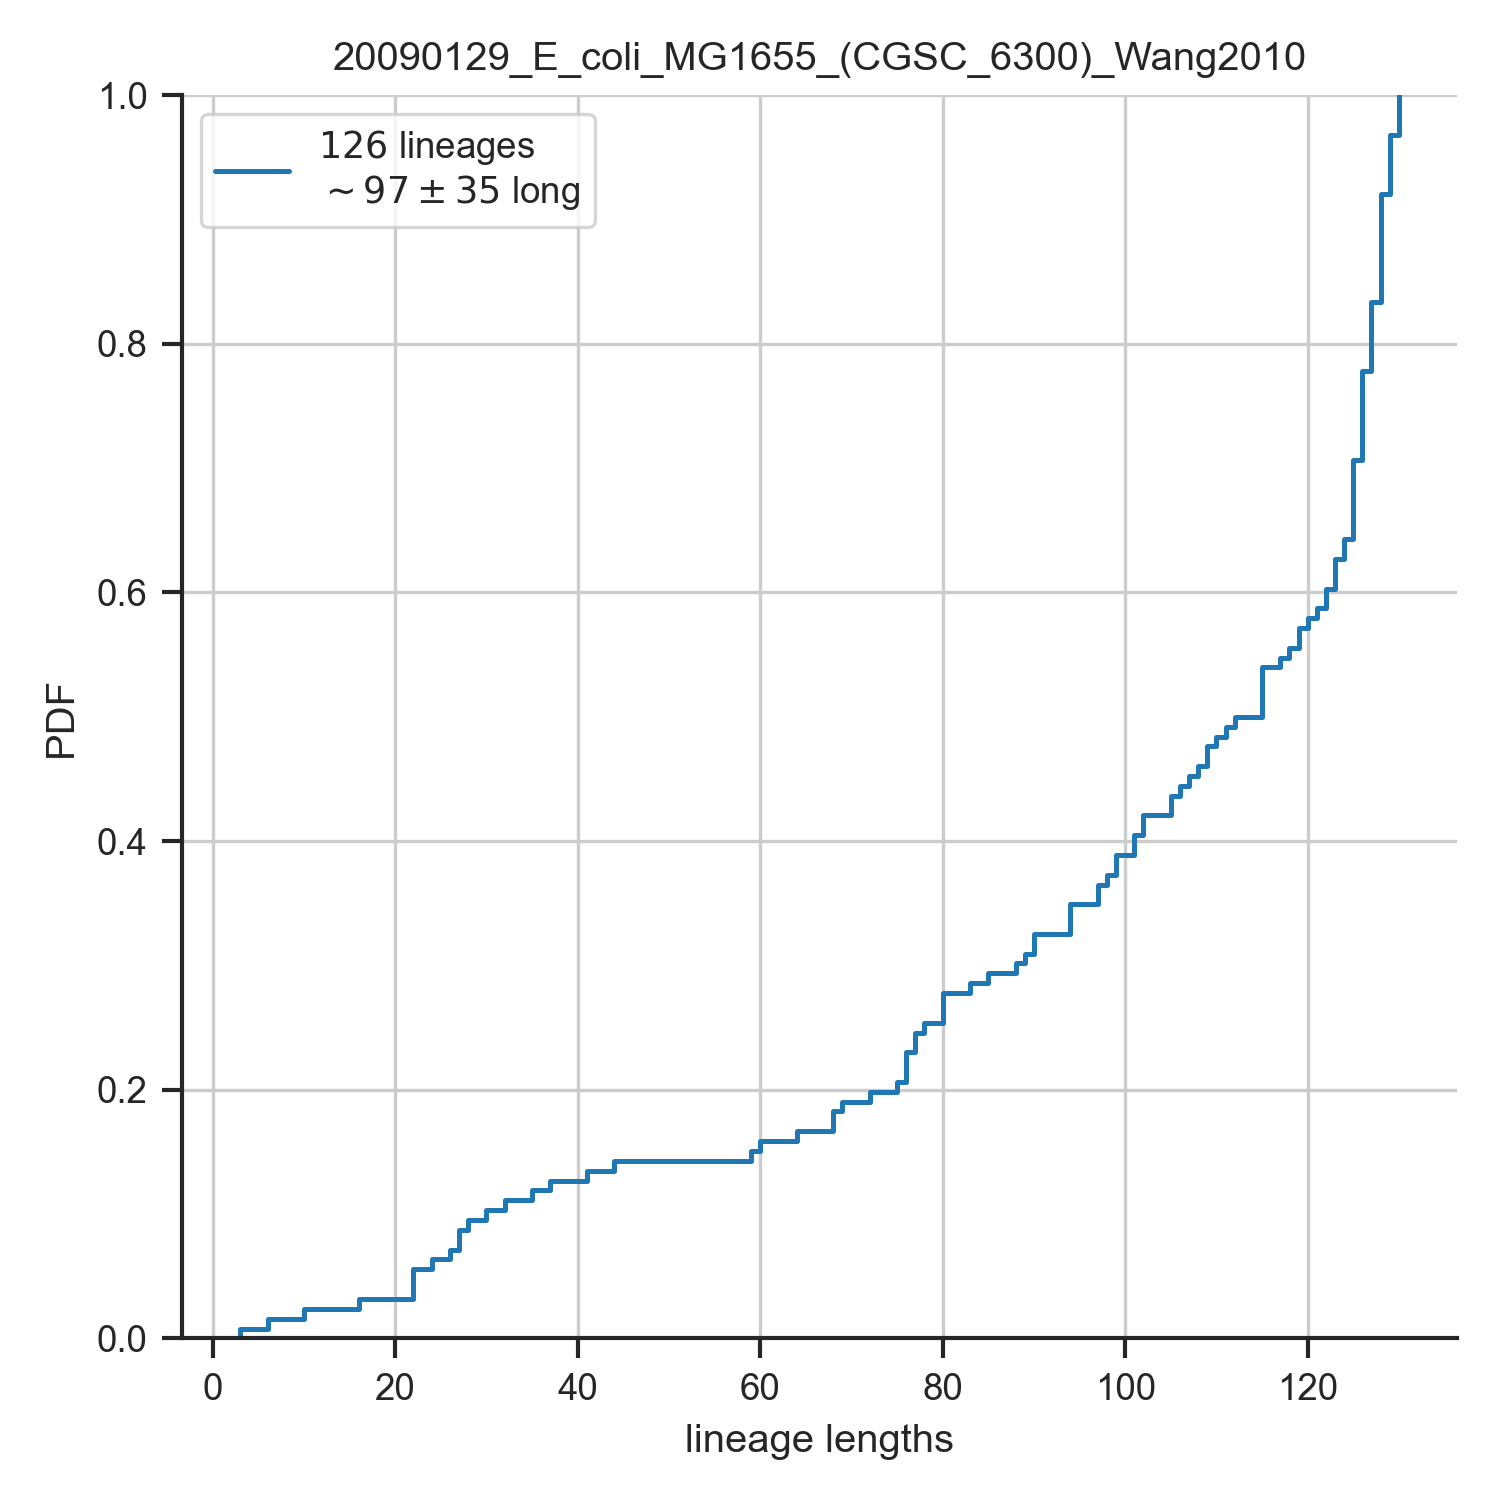 20090129_E_coli_MG1655_(CGSC_6300)_Wang2010
126 lineages
~97 ± 35 long
1.0
0.8
0.6
0.4
0.2
0.0
PDF
0 20 40 60 80 100 120
lineage lengths